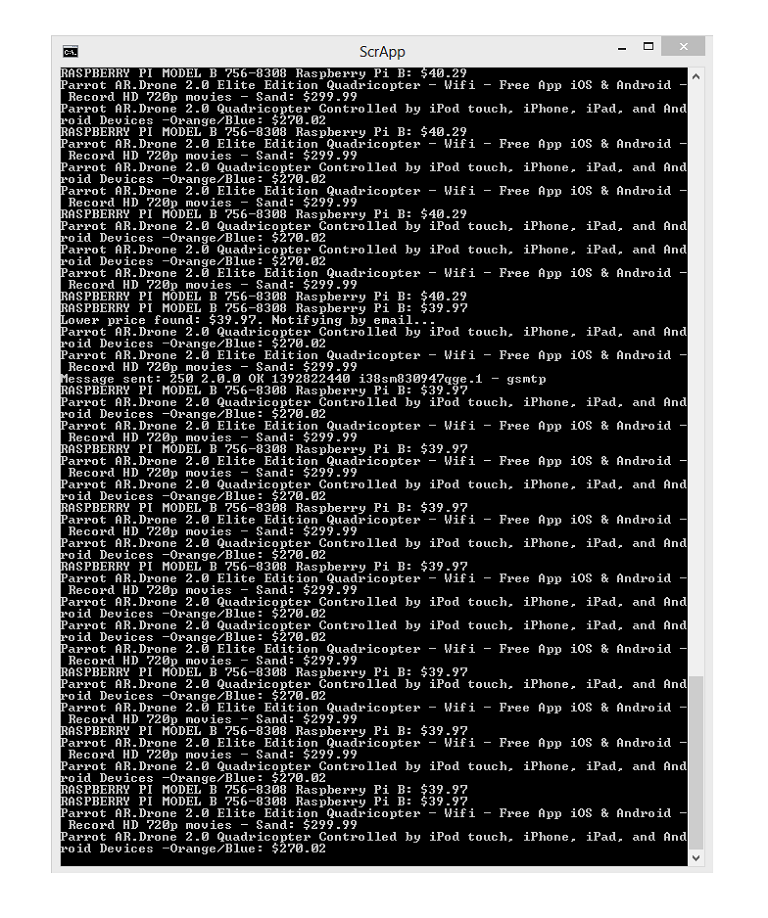 ScrApp
RASPBERRY PI MODEL B 756-8308 Raspberry Pi B: $40.29
Parrot AR.Drone 2.0 Elite Edition Quadricopter - Wifi - Free App iOS & Android -
 Record HD 720p movies - Sand: $299.99
Parrot AR.Drone 2.0 Quadricopter Controlled by iPod touch, iPhone, iPad, and And
roid Devices -Orange/Blue: $270.02
RASPBERRY PI MODEL B 756-8308 Raspberry Pi B: $40.29
Parrot AR.Drone 2.0 Elite Edition Quadricopter - Wifi - Free App iOS & Android -
 Record HD 720p movies - Sand: $299.99
Parrot AR.Drone 2.0 Quadricopter Controlled by iPod touch, iPhone, iPad, and And
roid Devices -Orange/Blue: $270.02
Parrot AR.Drone 2.0 Elite Edition Quadricopter - Wifi - Free App iOS & Android -
 Record HD 720p movies - Sand: $299.99
RASPBERRY PI MODEL B 756-8308 Raspberry Pi B: $40.29
Parrot AR.Drone 2.0 Quadricopter Controlled by iPod touch, iPhone, iPad, and And
roid Devices -Orange/Blue: $270.02
Parrot AR.Drone 2.0 Quadricopter Controlled by iPod touch, iPhone, iPad, and And
roid Devices -Orange/Blue: $270.02
Parrot AR.Drone 2.0 Elite Edition Quadricopter - Wifi - Free App iOS & Android -
 Record HD 720p movies - Sand: $299.99
RASPBERRY PI MODEL B 756-8308 Raspberry Pi B: $40.29
RASPBERRY PI MODEL B 756-8308 Raspberry Pi B: $39.97
Lower price found: $39.97. Notifying by email...
Parrot AR.Drone 2.0 Quadricopter Controlled by iPod touch, iPhone, iPad, and And
roid Devices -Orange/Blue: $270.02
Parrot AR.Drone 2.0 Elite Edition Quadricopter - Wifi - Free App iOS & Android -
 Record HD 720p movies - Sand: $299.99
Message sent: 250 2.0.0 OK 1392822440 i38sm830947qge.1 - gsmtp
RASPBERRY PI MODEL B 756-8308 Raspberry Pi B: $39.97
Parrot AR.Drone 2.0 Quadricopter Controlled by iPod touch, iPhone, iPad, and And
roid Devices -Orange/Blue: $270.02
Parrot AR.Drone 2.0 Elite Edition Quadricopter - Wifi - Free App iOS & Android -
 Record HD 720p movies - Sand: $299.99
RASPBERRY PI MODEL B 756-8308 Raspberry Pi B: $39.97
Parrot AR.Drone 2.0 Elite Edition Quadricopter - Wifi - Free App iOS & Android -
 Record HD 720p movies - Sand: $299.99
Parrot AR.Drone 2.0 Quadricopter Controlled by iPod touch, iPhone, iPad, and And
roid Devices -Orange/Blue: $270.02
RASPBERRY PI MODEL B 756-8308 Raspberry Pi B: $39.97
Parrot AR.Drone 2.0 Elite Edition Quadricopter - Wifi - Free App iOS & Android -
 Record HD 720p movies - Sand: $299.99
Parrot AR.Drone 2.0 Quadricopter Controlled by iPod touch, iPhone, iPad, and And
roid Devices -Orange/Blue: $270.02
RASPBERRY PI MODEL B 756-8308 Raspberry Pi B: $39.97
Parrot AR.Drone 2.0 Elite Edition Quadricopter - Wifi - Free App iOS & Android -
 Record HD 720p movies - Sand: $299.99
Parrot AR.Drone 2.0 Quadricopter Controlled by iPod touch, iPhone, iPad, and And
roid Devices -Orange/Blue: $270.02
Parrot AR.Drone 2.0 Quadricopter Controlled by iPod touch, iPhone, iPad, and And
roid Devices -Orange/Blue: $270.02
Parrot AR.Drone 2.0 Elite Edition Quadricopter - Wifi - Free App iOS & Android -
 Record HD 720p movies - Sand: $299.99
RASPBERRY PI MODEL B 756-8308 Raspberry Pi B: $39.97
Parrot AR.Drone 2.0 Quadricopter Controlled by iPod touch, iPhone, iPad, and And
roid Devices -Orange/Blue: $270.02
Parrot AR.Drone 2.0 Elite Edition Quadricopter - Wifi - Free App iOS & Android -
 Record HD 720p movies - Sand: $299.99
RASPBERRY PI MODEL B 756-8308 Raspberry Pi B: $39.97
Parrot AR.Drone 2.0 Elite Edition Quadricopter - Wifi - Free App iOS & Android -
 Record HD 720p movies - Sand: $299.99
Parrot AR.Drone 2.0 Quadricopter Controlled by iPod touch, iPhone, iPad, and And
roid Devices -Orange/Blue: $270.02
RASPBERRY PI MODEL B 756-8308 Raspberry Pi B: $39.97
RASPBERRY PI MODEL B 756-8308 Raspberry Pi B: $39.97
Parrot AR.Drone 2.0 Elite Edition Quadricopter - Wifi - Free App iOS & Android -
 Record HD 720p movies - Sand: $299.99
Parrot AR.Drone 2.0 Quadricopter Controlled by iPod touch, iPhone, iPad, and And
roid Devices -Orange/Blue: $270.02